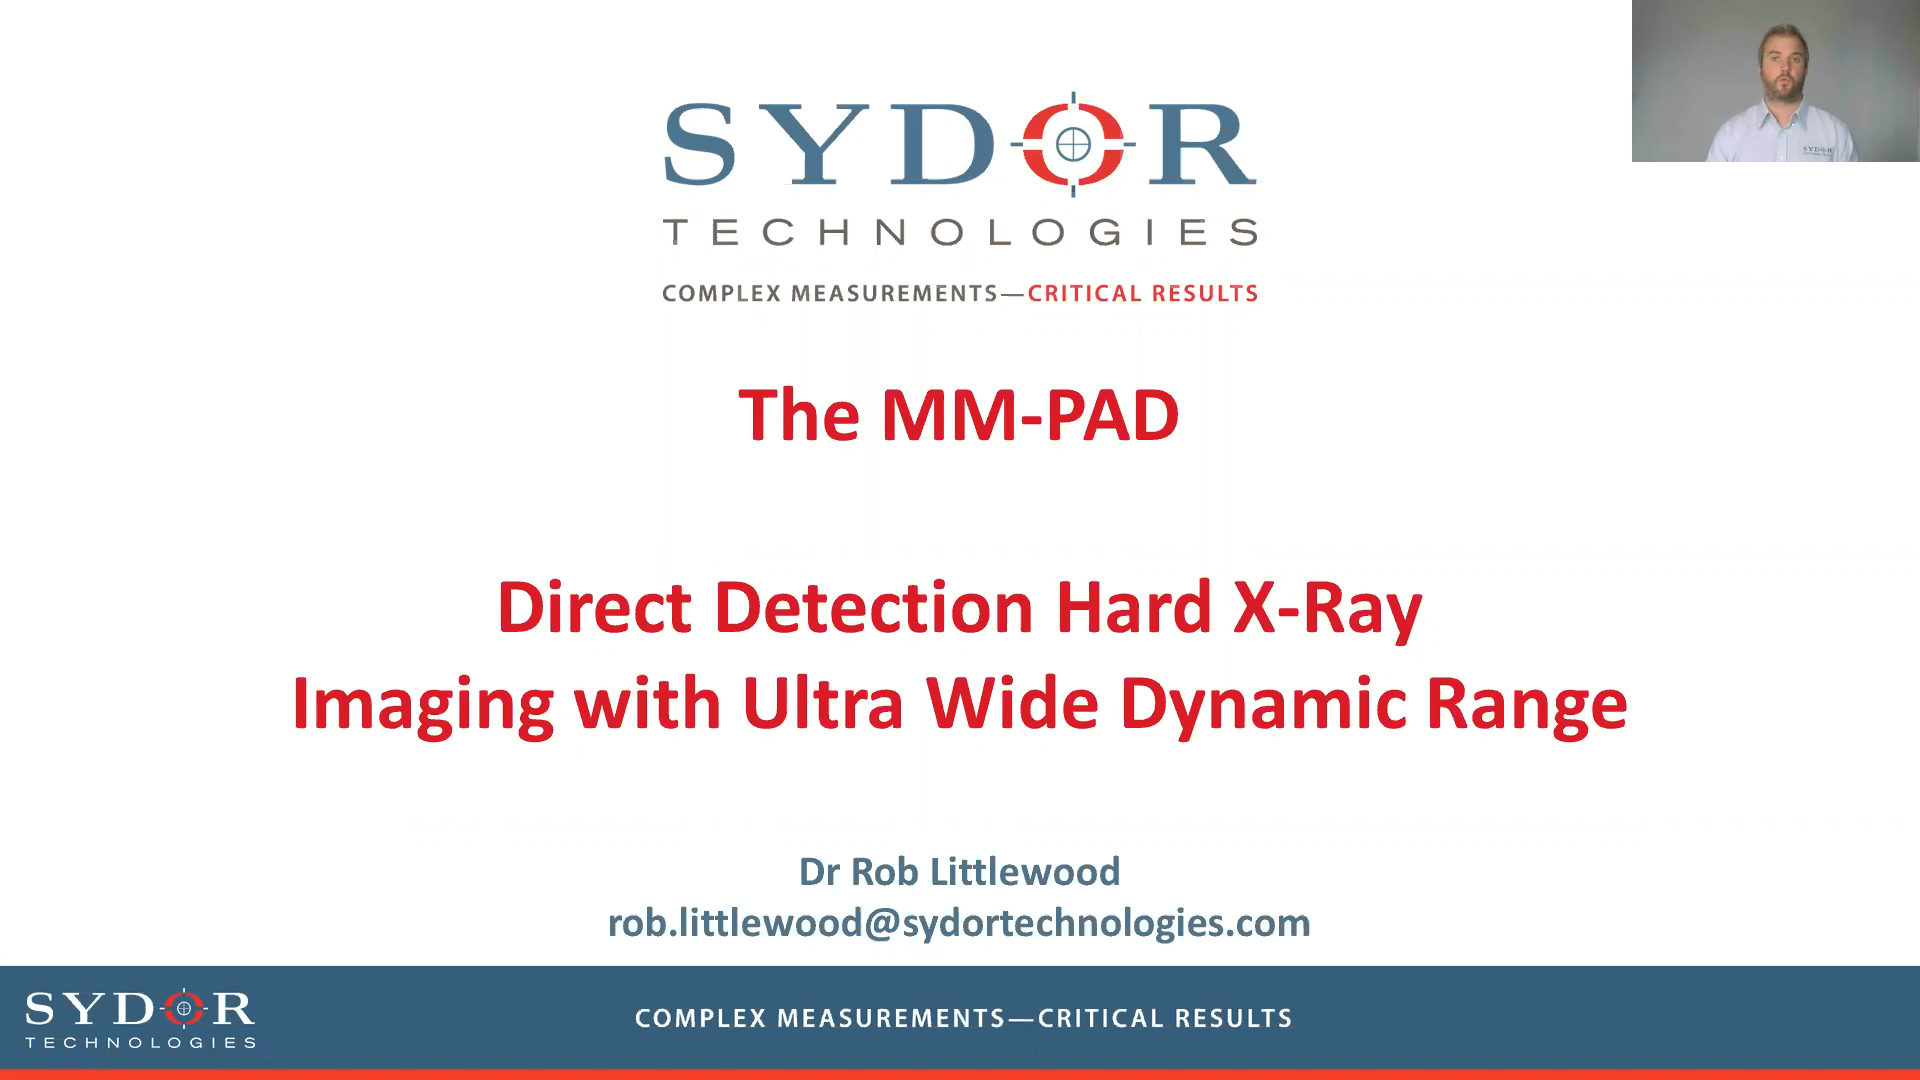 SYDOR
TECHNOLOGIES
COMPLEX MEASUREMENTS—CRITICAL RESULTS
The MM-PAD
Direct Detection Hard X-Ray
Imaging with Ultra Wide Dynamic Range
Dr Rob Littlewood
rob.littlewood@sydortechnologies.com
SYDOR
TECHNOLOGIES
COMPLEX MEASUREMENTS—CRITICAL RESULTS
SYDOR